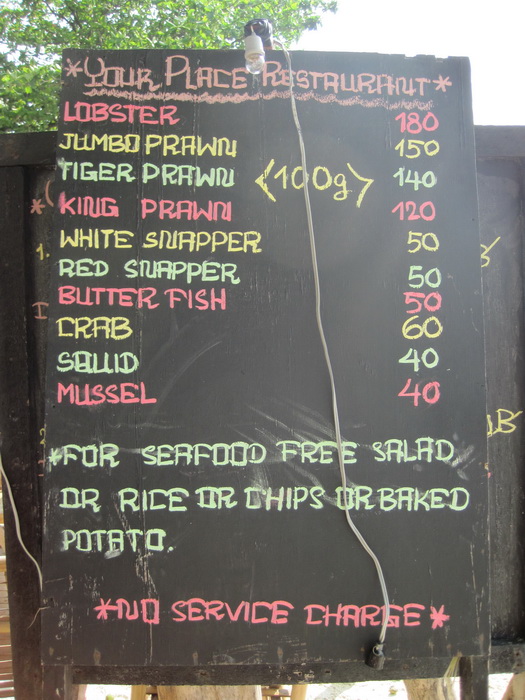 *YOUR PLACE RESTAURANT*
LOBSTER 180
JUMBO PRAWN 150
TIGER PRAWN <100g> 140
KING PRAWN 120
WHITE SNAPPER 50
RED SNAPPER 50
BUTTER FISH 50
CRAB 60
SQUID 40
MUSSEL 40
*FOR SEAFOOD FREE SALAD
OR RICE OR CHIPS OR BAKED
POTATO.
*NO SERVICE CHARGE*